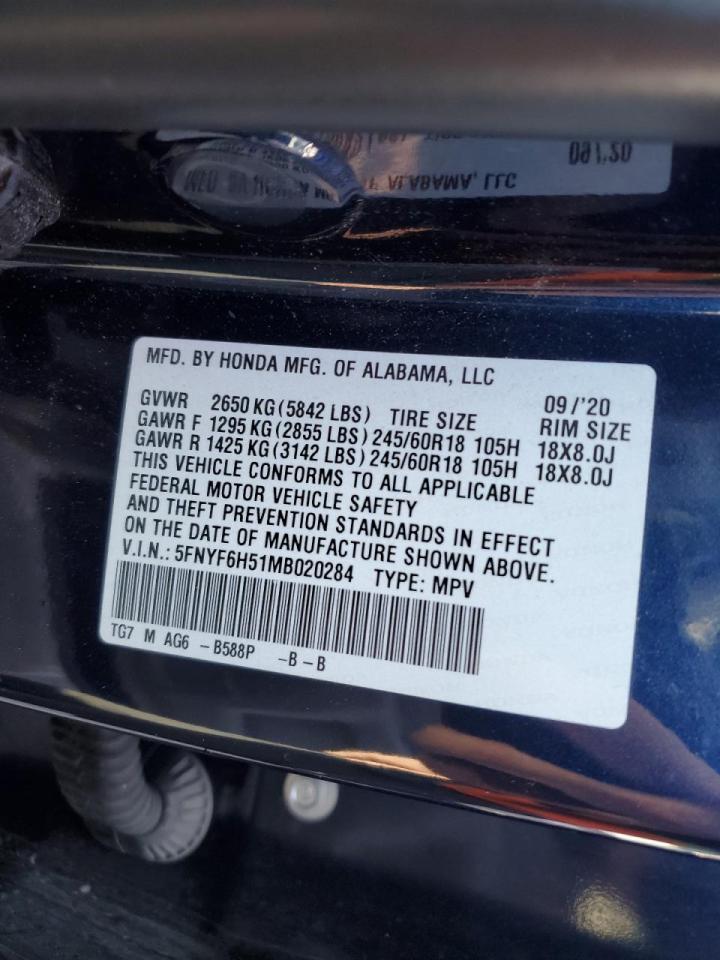 MFD. BY HONDA MFG. OF ALABAMA, LLC
09/'20
GVWR 2650 KG (5842 LBS) TIRE SIZE RIM SIZE
GAWR F 1295 KG (2855 LBS) 245/60R18 105H 18X8.0J
GAWR R 1425 KG (3142 LBS) 245/60R18 105H 18X8.0J
THIS VEHICLE CONFORMS TO ALL APPLICABLE
FEDERAL MOTOR VEHICLE SAFETY
AND THEFT PREVENTION STANDARDS IN EFFECT
ON THE DATE OF MANUFACTURE SHOWN ABOVE.
V.I.N.: 5FNYF6H51MB020284 TYPE: MPV
TG7 M AG6 -B588P -B-B